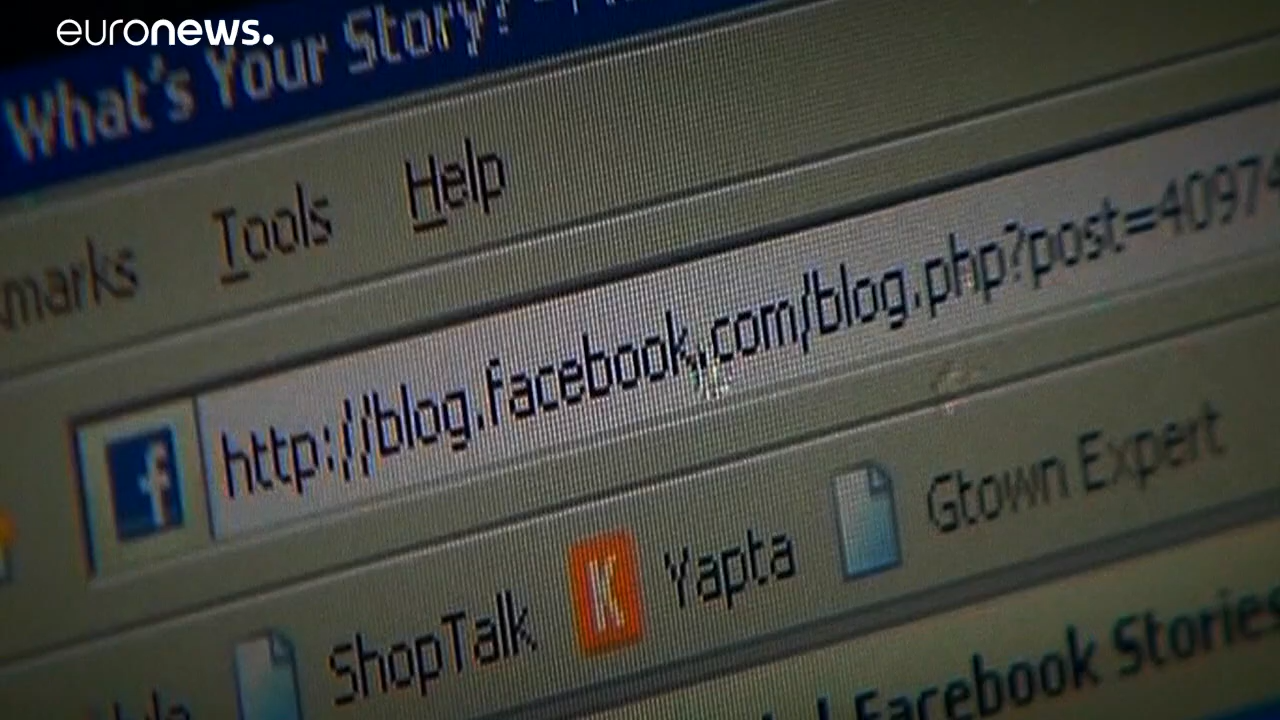 euronews.
What's Your Story?
marks Tools Help
http://blog.facebook.com/blog.php?post=40974
ShopTalk K Yapta Gtown Expert
Facebook Stories